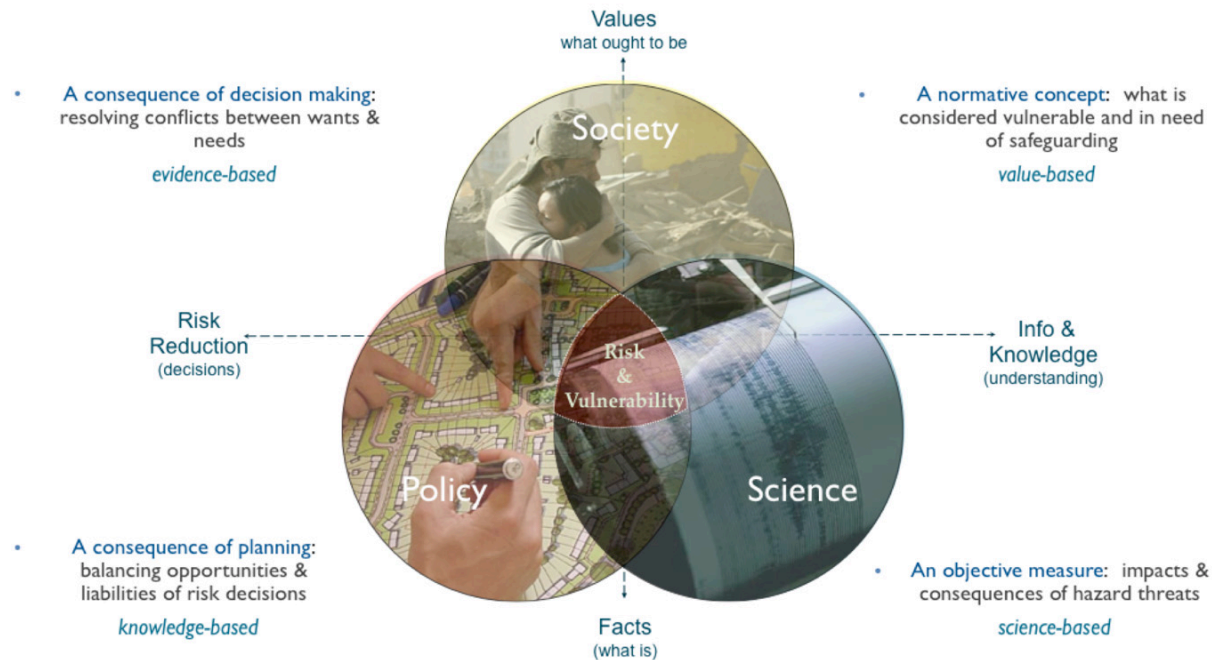 Values
what ought to be
• A consequence of decision making:
resolving conflicts between wants &
needs
evidence-based
• A normative concept: what is
considered vulnerable and in need
of safeguarding
value-based
Society
Risk
Reduction
(decisions)
Risk
&
Vulnerability
Info &
Knowledge
(understanding)
Policy
Science
• A consequence of planning:
balancing opportunities &
liabilities of risk decisions
knowledge-based
• An objective measure: impacts &
consequences of hazard threats
science-based
Facts
(what is)